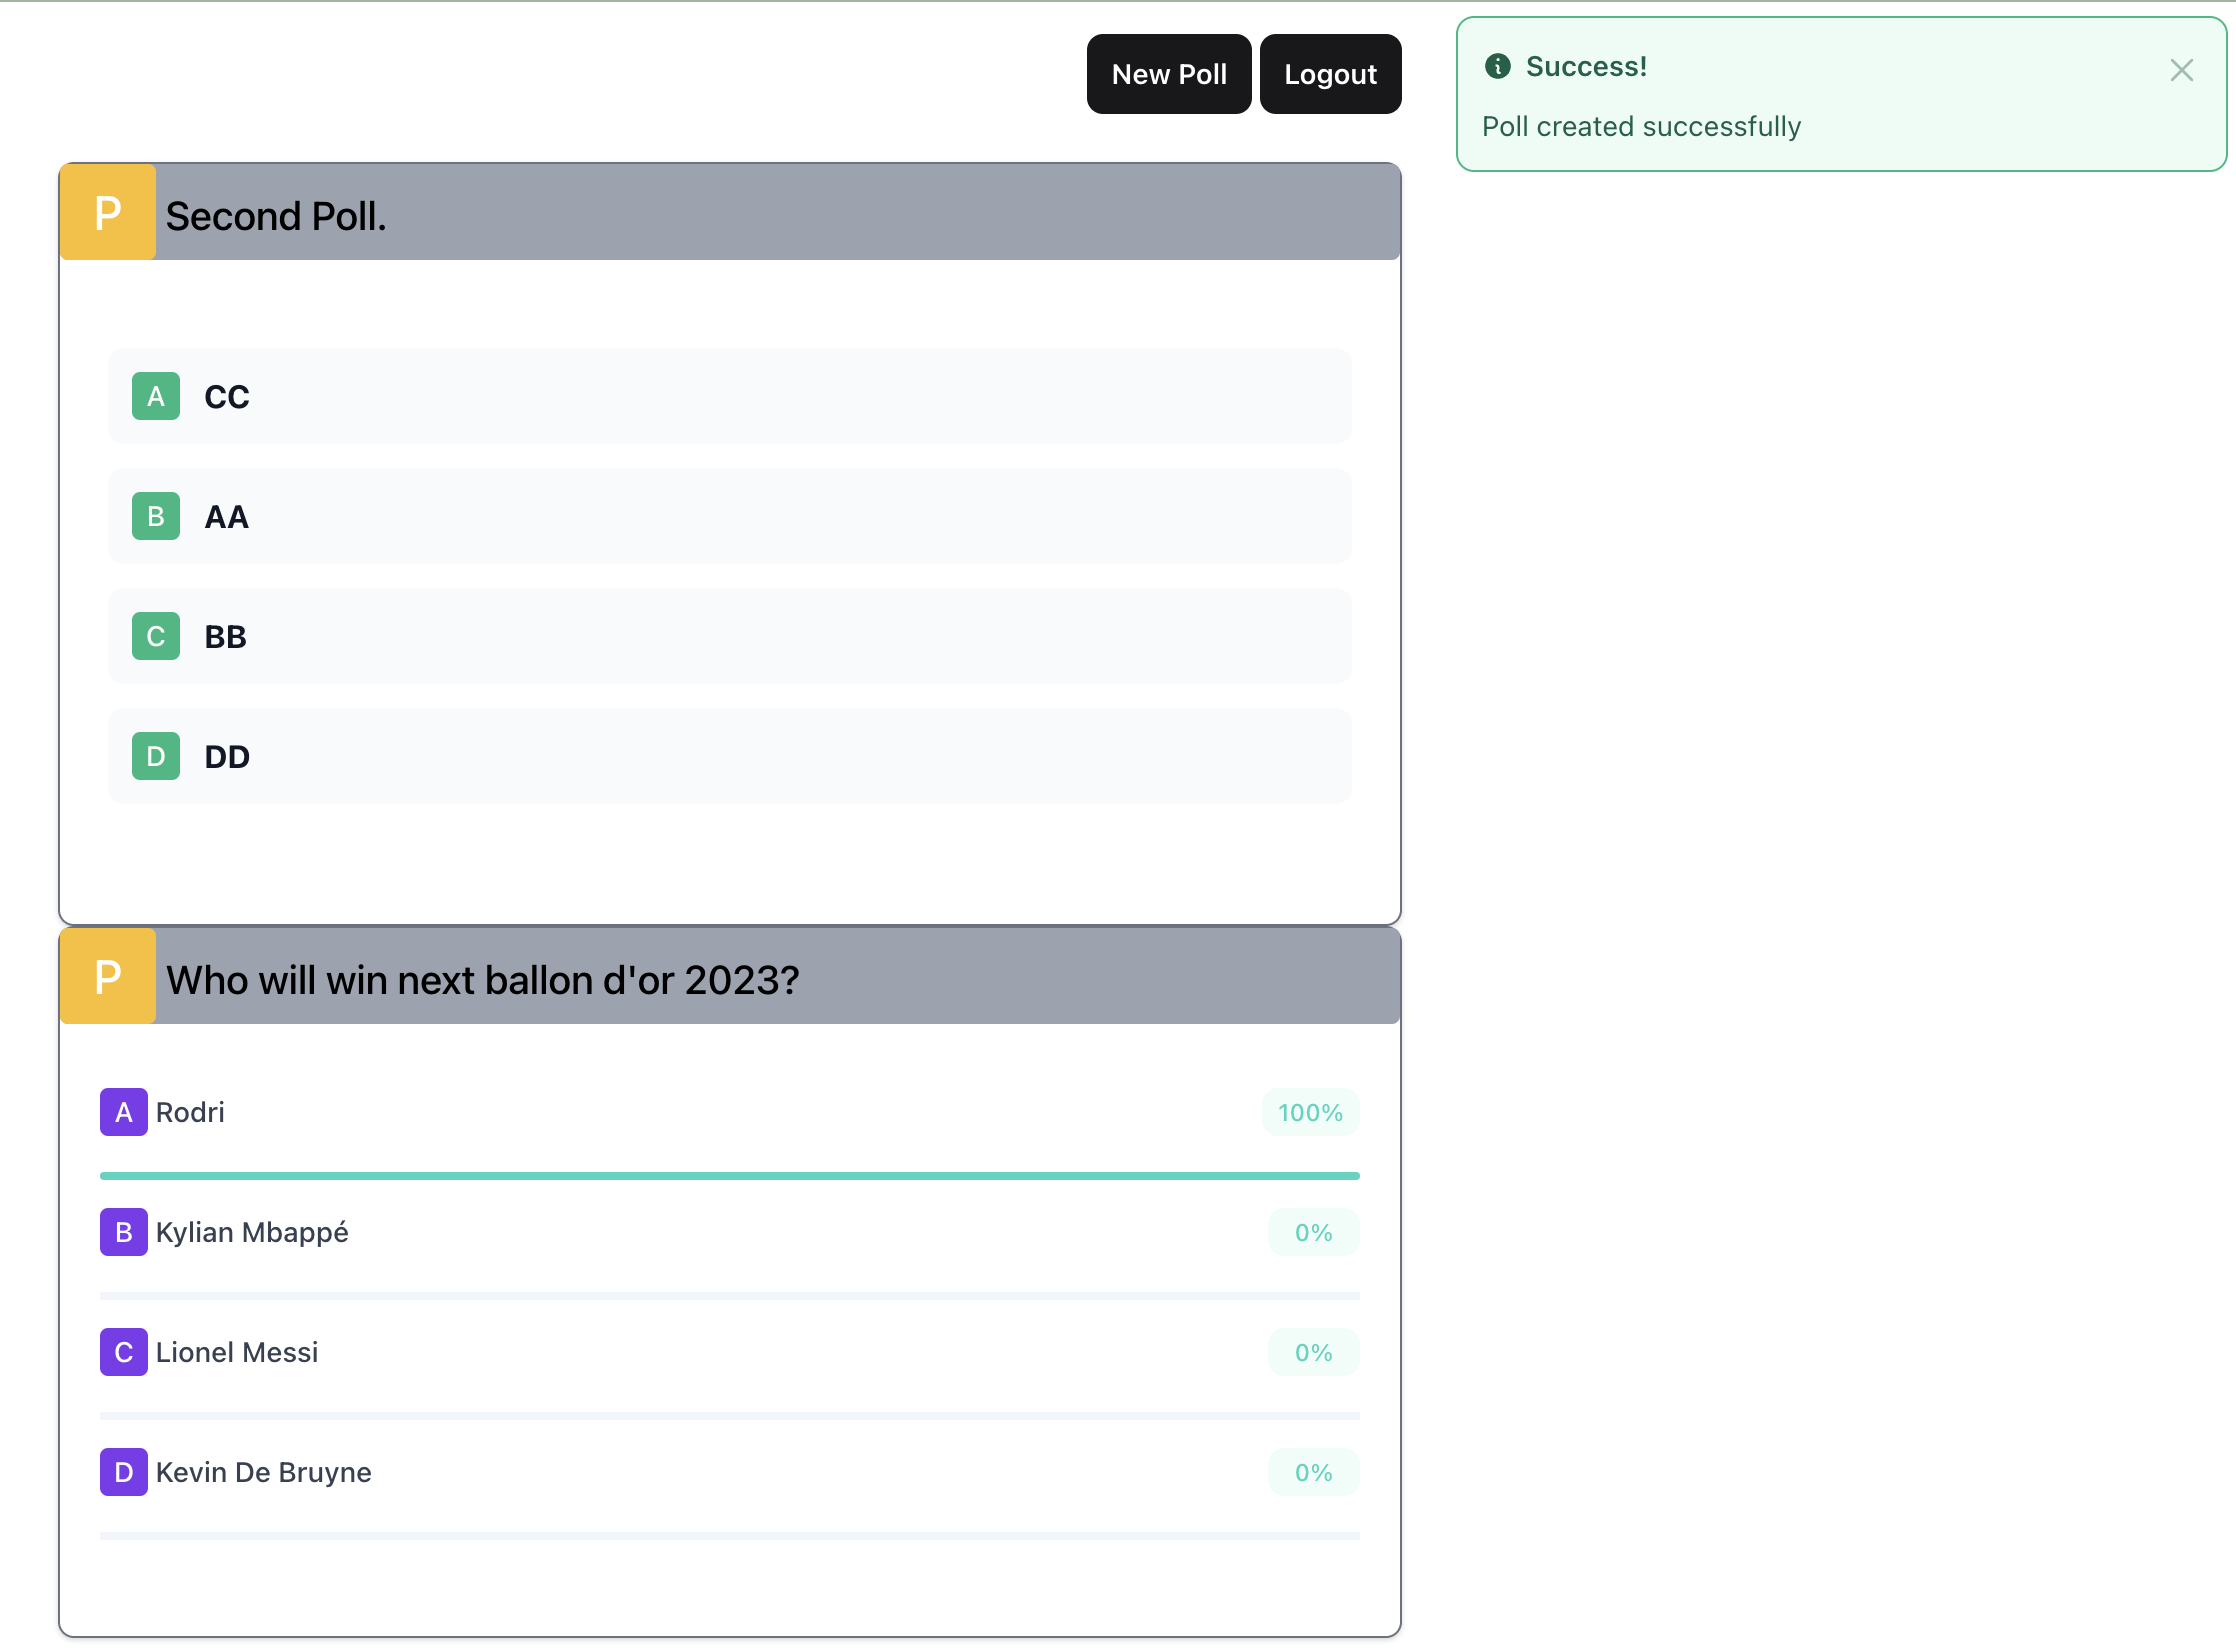 New Poll
Logout
Success!
Poll created successfully
P
Second Poll.
A CC
B AA
C BB
D DD
P
Who will win next ballon d'or 2023?
A Rodri 100%
B Kylian Mbappé 0%
C Lionel Messi 0%
D Kevin De Bruyne 0%